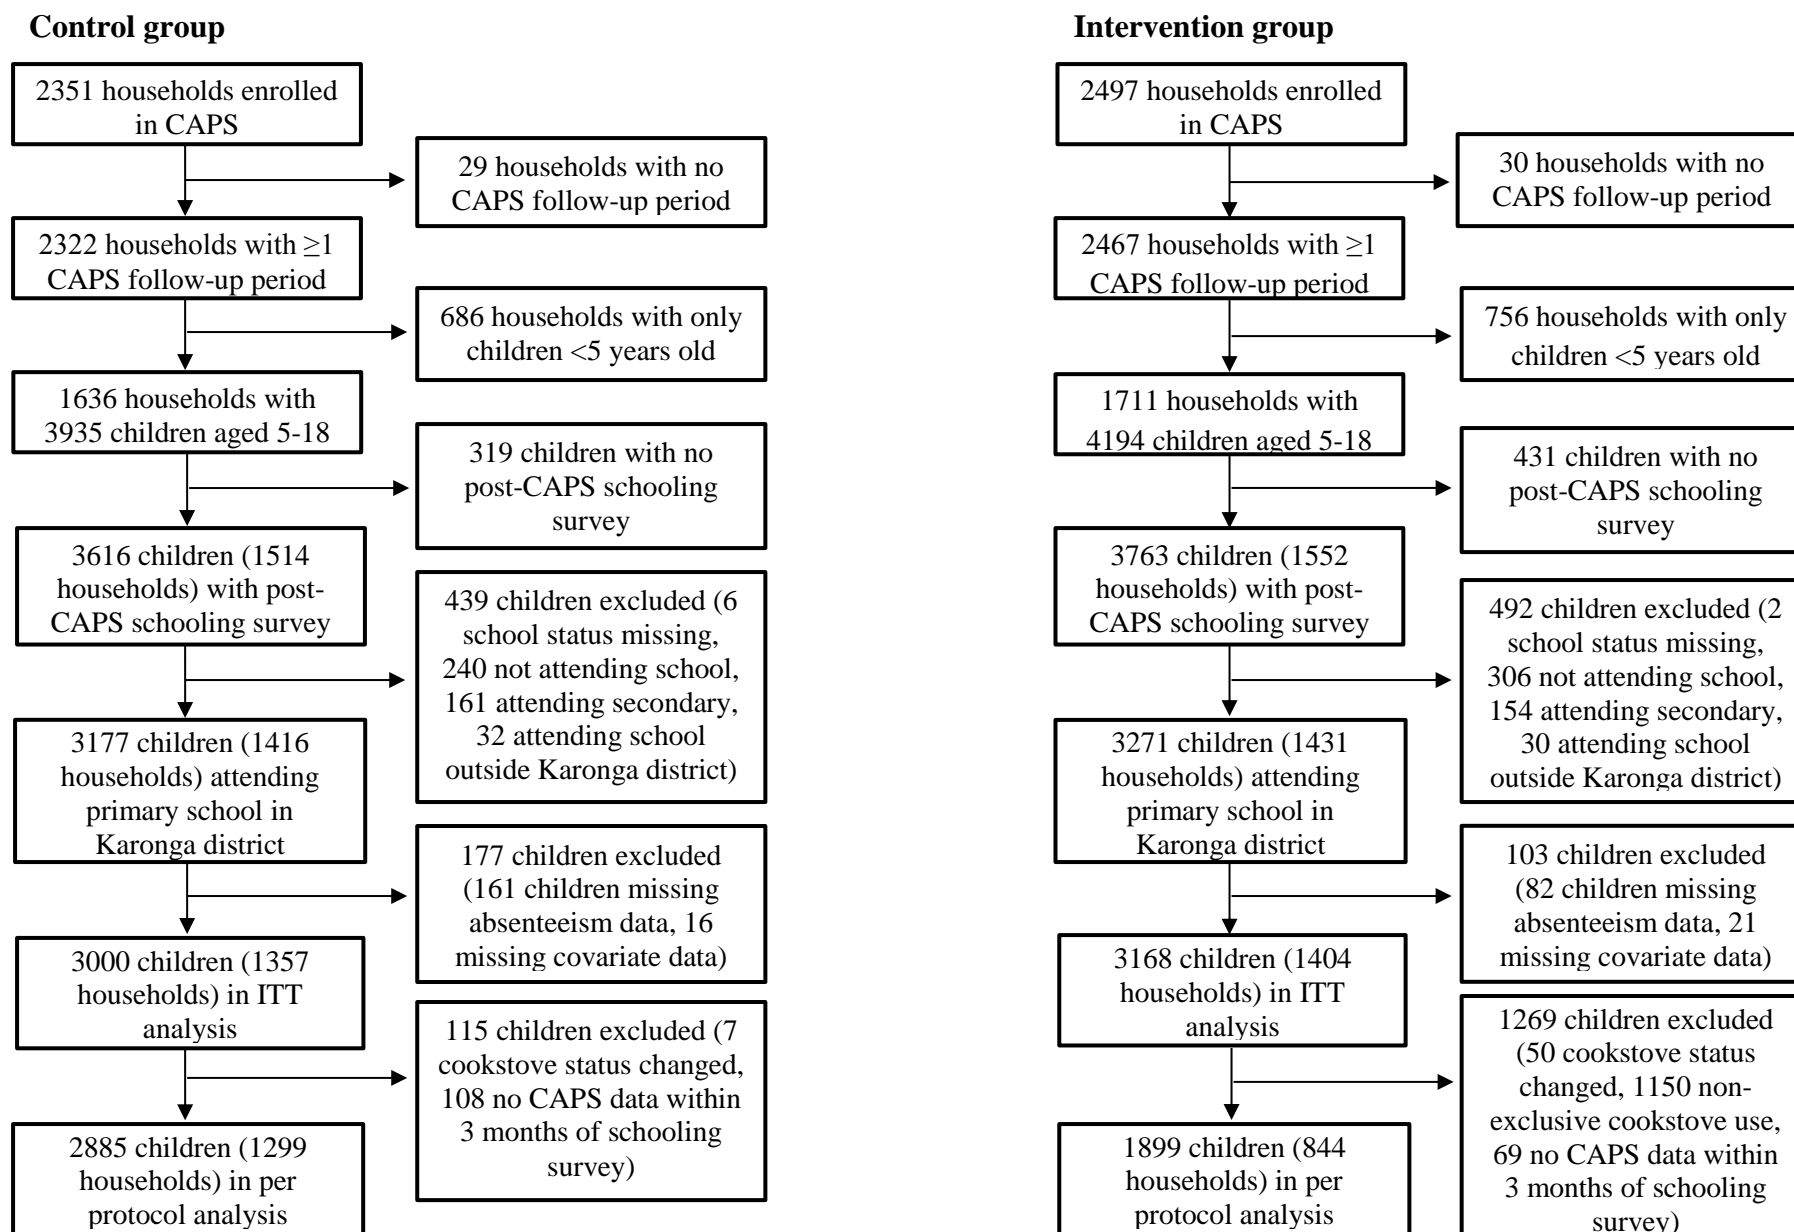 Control group
2351 households enrolled
in CAPS
29 households with no
CAPS follow-up period
2322 households with ≥1
CAPS follow-up period
686 households with only
children <5 years old
1636 households with
3935 children aged 5-18
319 children with no
post-CAPS schooling
survey
3616 children (1514
households) with post-
CAPS schooling survey
439 children excluded (6
school status missing,
240 not attending school,
161 attending secondary,
32 attending school
outside Karonga district)
3177 children (1416
households) attending
primary school in
Karonga district
177 children excluded
(161 children missing
absenteeism data, 16
missing covariate data)
3000 children (1357
households) in ITT
analysis
115 children excluded (7
cookstove status changed,
108 no CAPS data within
3 months of schooling
survey)
2885 children (1299
households) in per
protocol analysis
Intervention group
2497 households enrolled
in CAPS
30 households with no
CAPS follow-up period
2467 households with ≥1
CAPS follow-up period
756 households with only
children <5 years old
1711 households with
4194 children aged 5-18
431 children with no
post-CAPS schooling
survey
3763 children (1552
households) with post-
CAPS schooling survey
492 children excluded (2
school status missing,
306 not attending school,
154 attending secondary,
30 attending school
outside Karonga district)
3271 children (1431
households) attending
primary school in
Karonga district
103 children excluded
(82 children missing
absenteeism data, 21
missing covariate data)
3168 children (1404
households) in ITT
analysis
1269 children excluded
(50 cookstove status
changed, 1150 non-
exclusive cookstove use,
69 no CAPS data within
3 months of schooling
survey)
1899 children (844
households) in per
protocol analysis